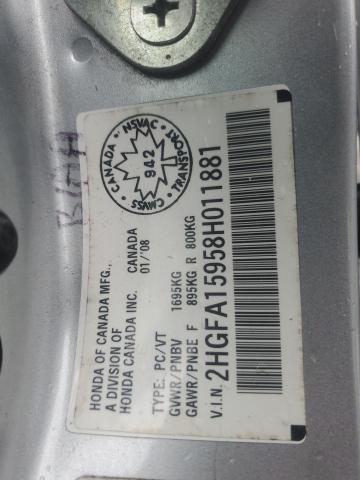 HONDA OF CANADA MFG.,
A DIVISION OF
HONDA CANADA INC. CANADA
01/'08
TYPE: PC/VT
GVWR/PNBV 1695KG
GAWR/PNBE F 895KG R 800KG
V.I.N. 2HGFA15958H011881
CANADA
NSVAC
TRANSPORT
CMVSS
942